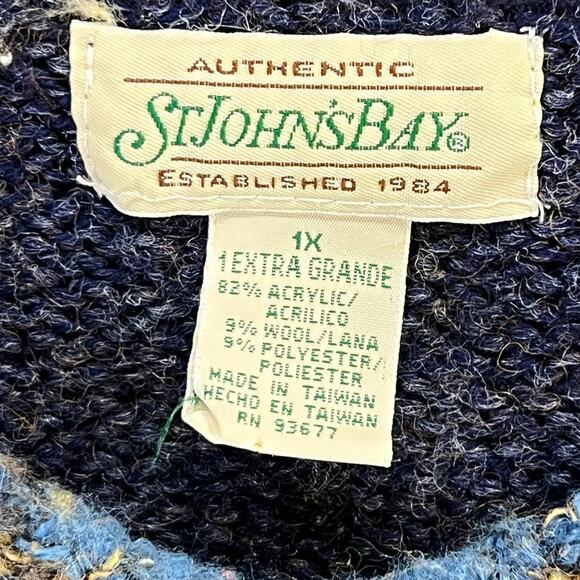 AUTHENTIC
ST JOHN'S BAY®
ESTABLISHED 1984
1X
1 EXTRA GRANDE
82% ACRYLIC/
ACRILICO
9% WOOL/LANA
9% POLYESTER/
POLIESTER
MADE IN TAIWAN
HECHO EN TAIWAN
RN 93677